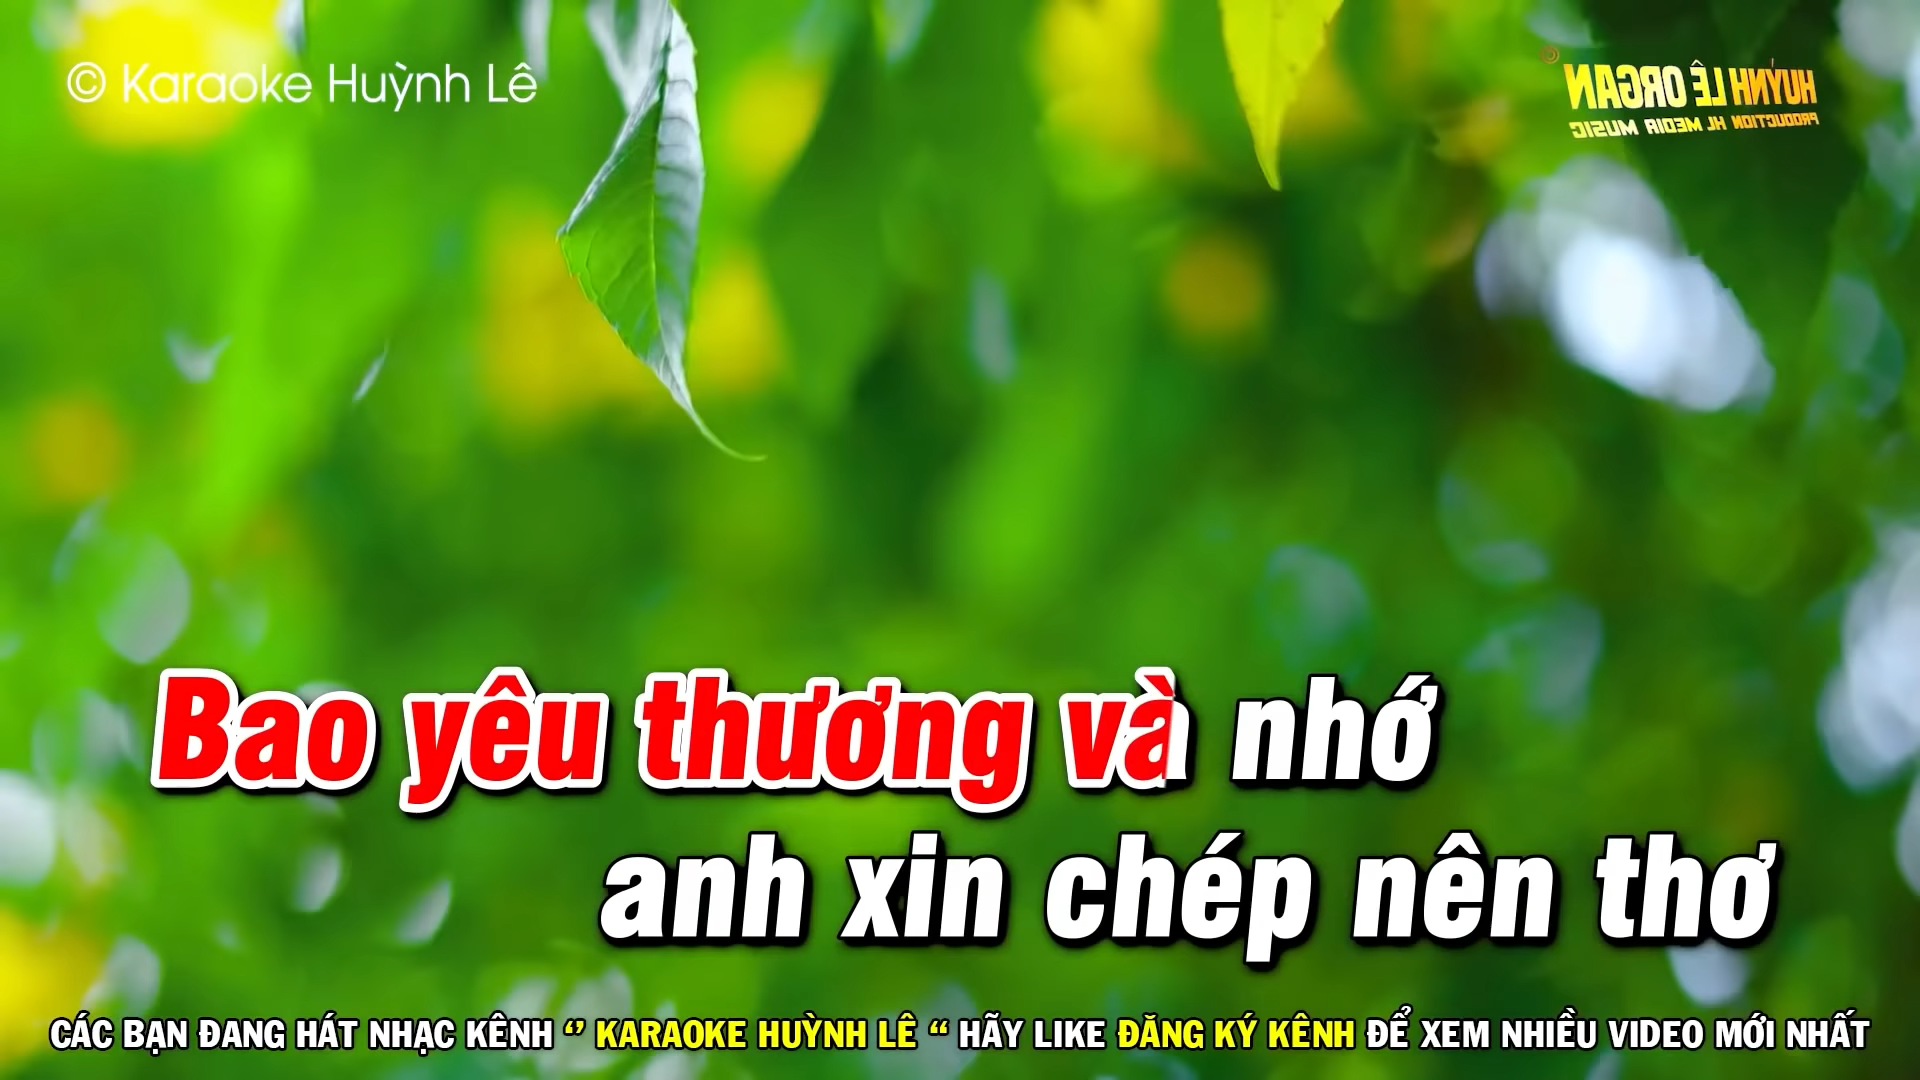 © Karaoke Huỳnh Lê
HUỲNH LÊ ORGAN
PRODUCTION HL MEDIA MUSIC
Bao yêu thương và nhớ
anh xin chép nên thơ
CÁC BẠN ĐANG HÁT NHẠC KÊNH “ KARAOKE HUỲNH LÊ “ HÃY LIKE ĐĂNG KÝ KÊNH ĐỂ XEM NHIỀU VIDEO MỚI NHẤT